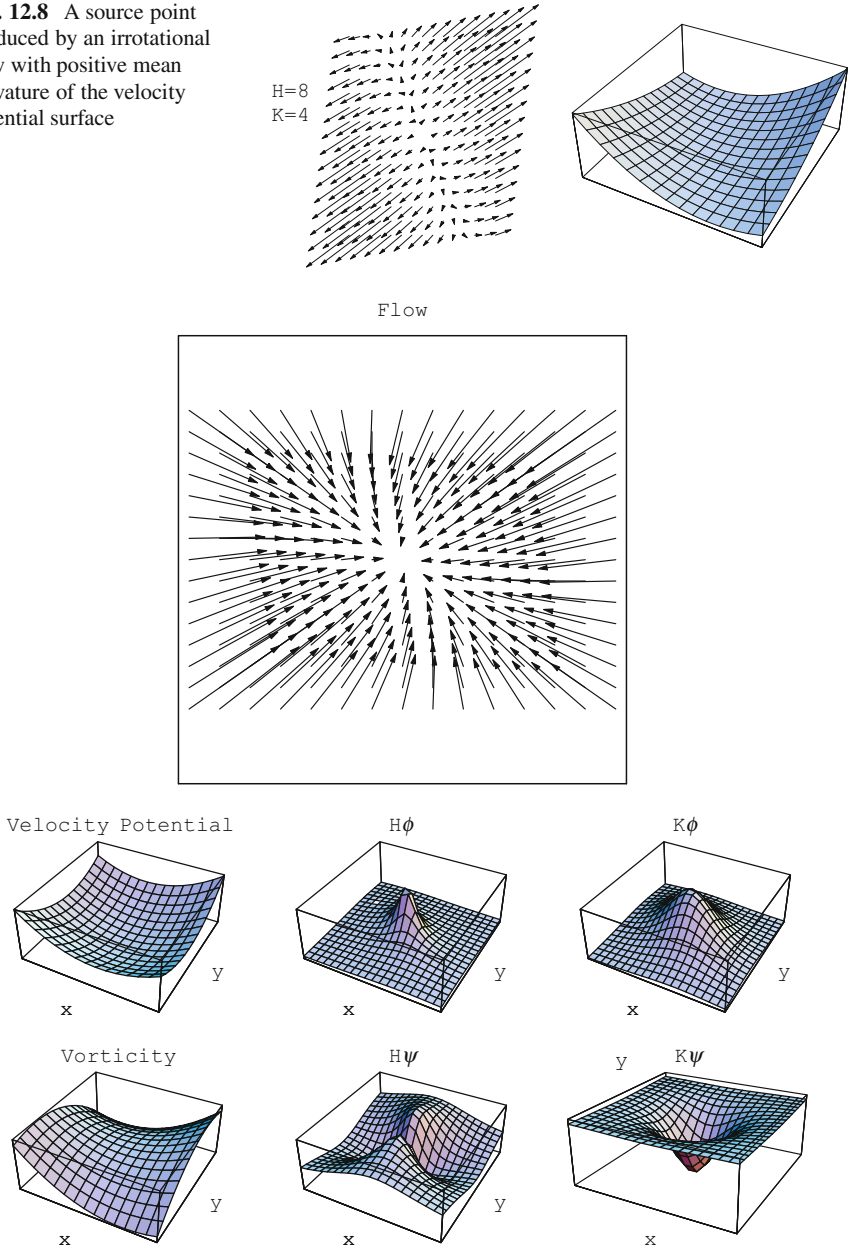 . 12.8 A source point
duced by an irrotational
with positive mean
vature of the velocity
ential surface
H=8
K=4
Flow
Velocity Potential
Hϕ
Kϕ
x
y
x
y
x
y
Vorticity
Hψ
y
Kψ
x
y
x
y
x